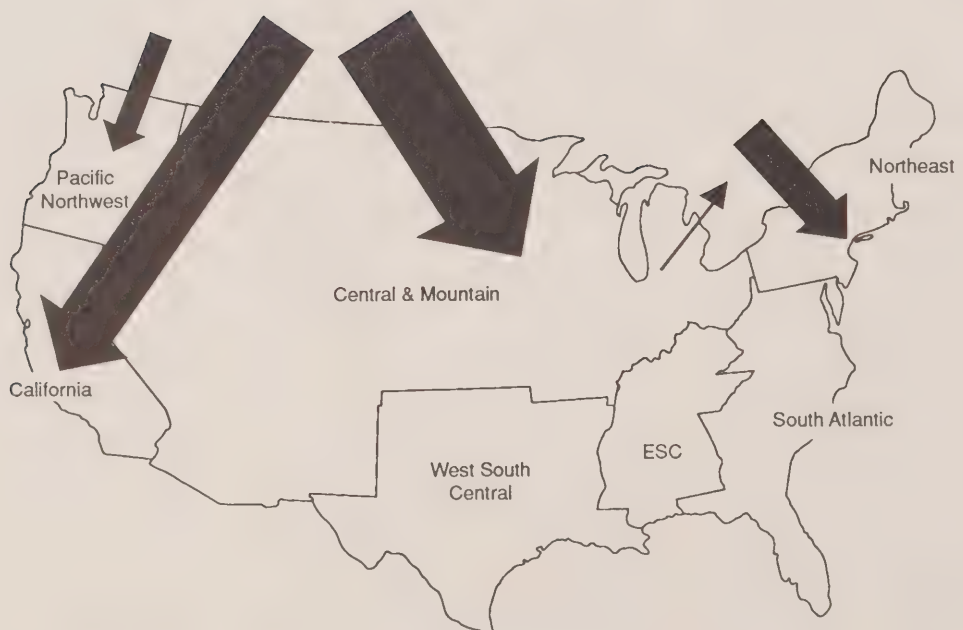 Pacific
Northwest
Northeast
Central & Mountain
California
South Atlantic
ESC
West South
Central